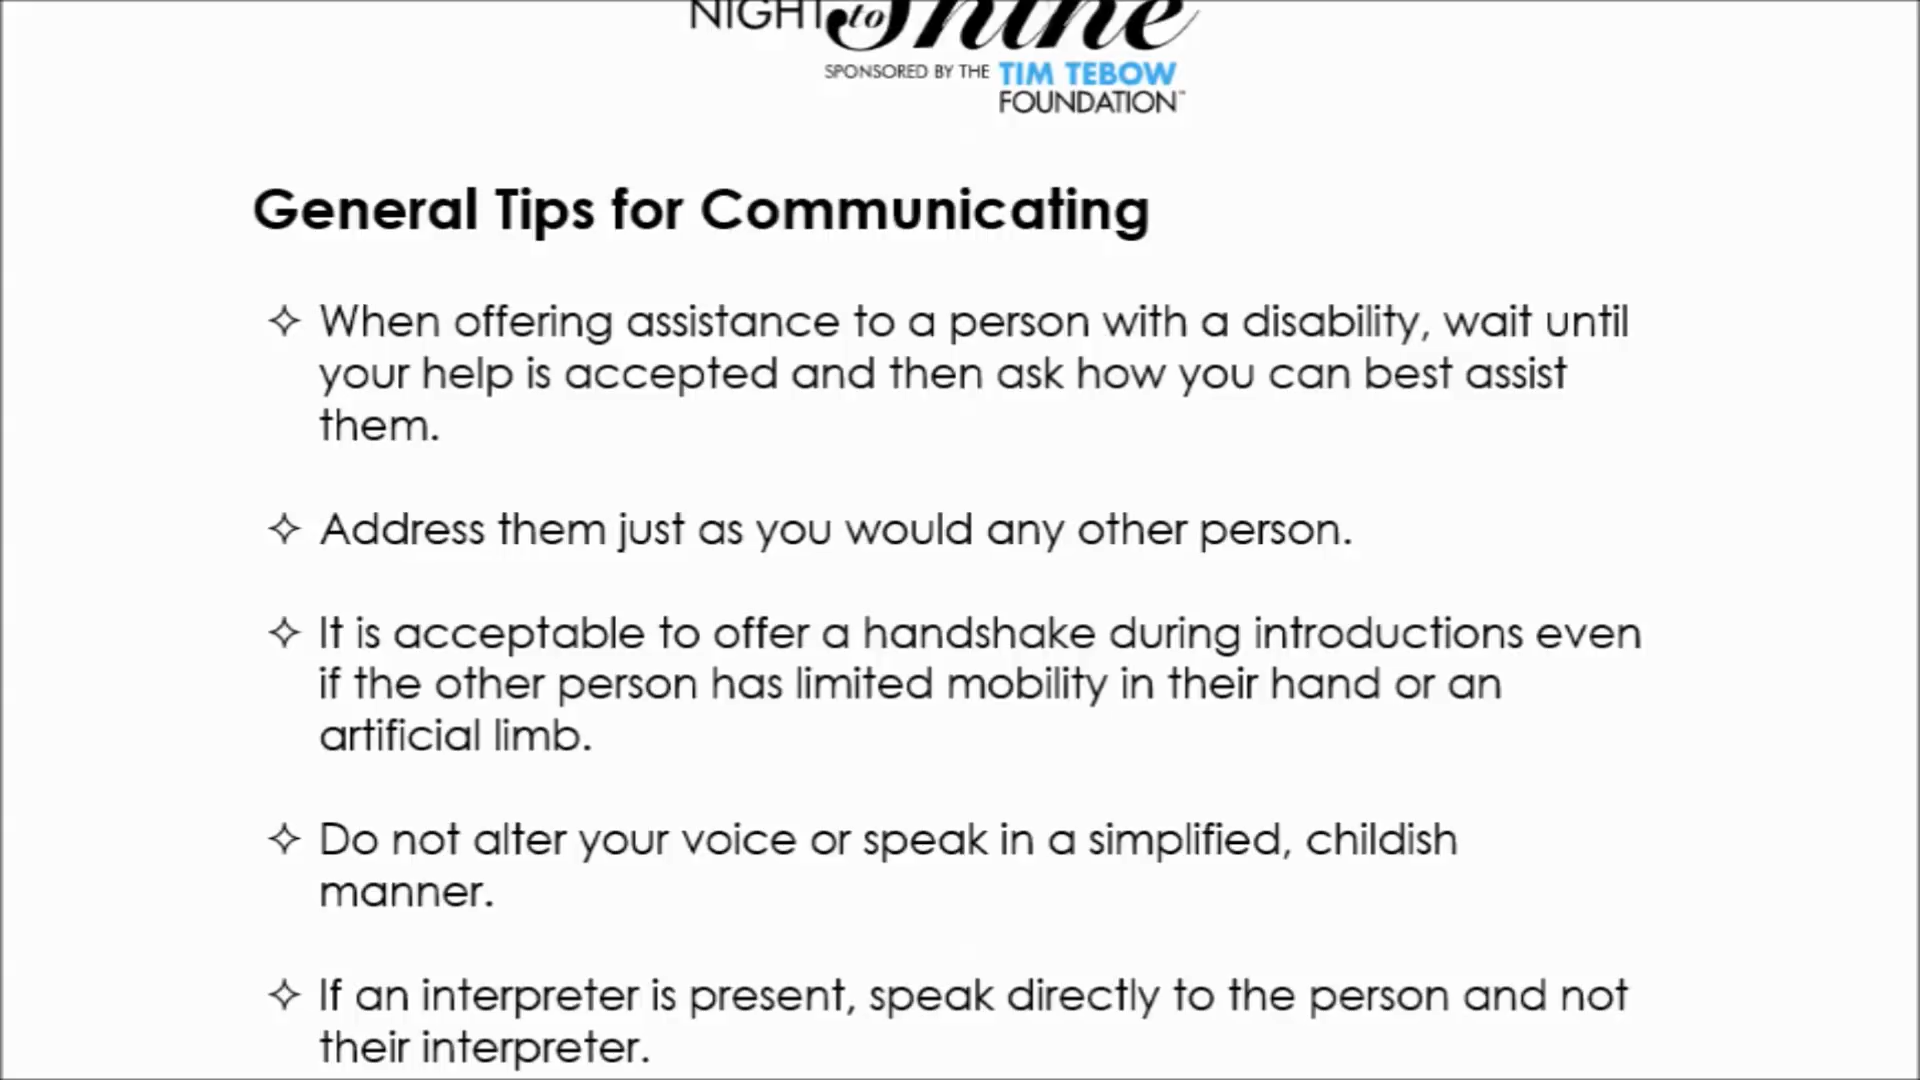 NIGHT to Shine
SPONSORED BY THE TIM TEBOW
FOUNDATION™
General Tips for Communicating
✧ When offering assistance to a person with a disability, wait until
your help is accepted and then ask how you can best assist
them.
✧ Address them just as you would any other person.
✧ It is acceptable to offer a handshake during introductions even
if the other person has limited mobility in their hand or an
artificial limb.
✧ Do not alter your voice or speak in a simplified, childish
manner.
✧ If an interpreter is present, speak directly to the person and not
their interpreter.